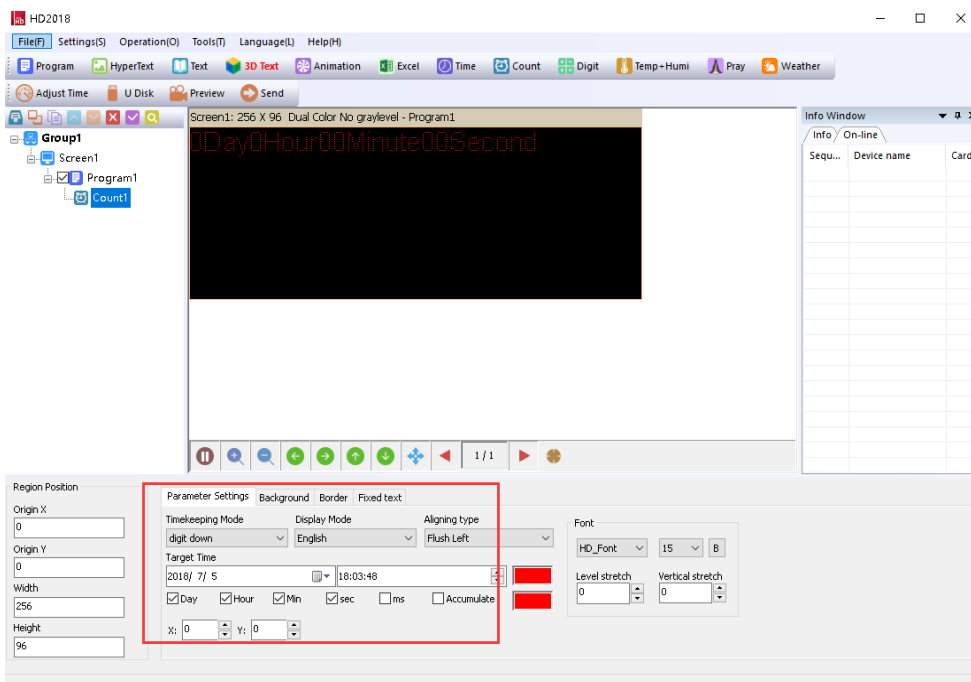 HD2018
File(F) Settings(S) Operation(O) Tools(T) Language(L) Help(H)
Program HyperText Text 3D Text Animation Excel Time Count Digit Temp+Humi Pray Weather
Adjust Time U Disk Preview Send
Screen1: 256 X 96 Dual Color No graylevel - Program1
Info Window
0Day0Hour00Minute00Second
Info On-line
Group1
Screen1
Sequ... Device name Card
Program1
Count1
1/1
Region Position
Parameter Settings Background Border Fixed text
Origin X
0
Timekeeping Mode Display Mode Aligning type
Font
digit down English Flush Left
HD_Font 15 B
Origin Y
0
Target Time
2018/ 7/ 5 18:03:48
Level stretch Vertical stretch
0 0
Width
256
Day Hour Min sec ms Accumulate
Height
96
X: 0 Y: 0